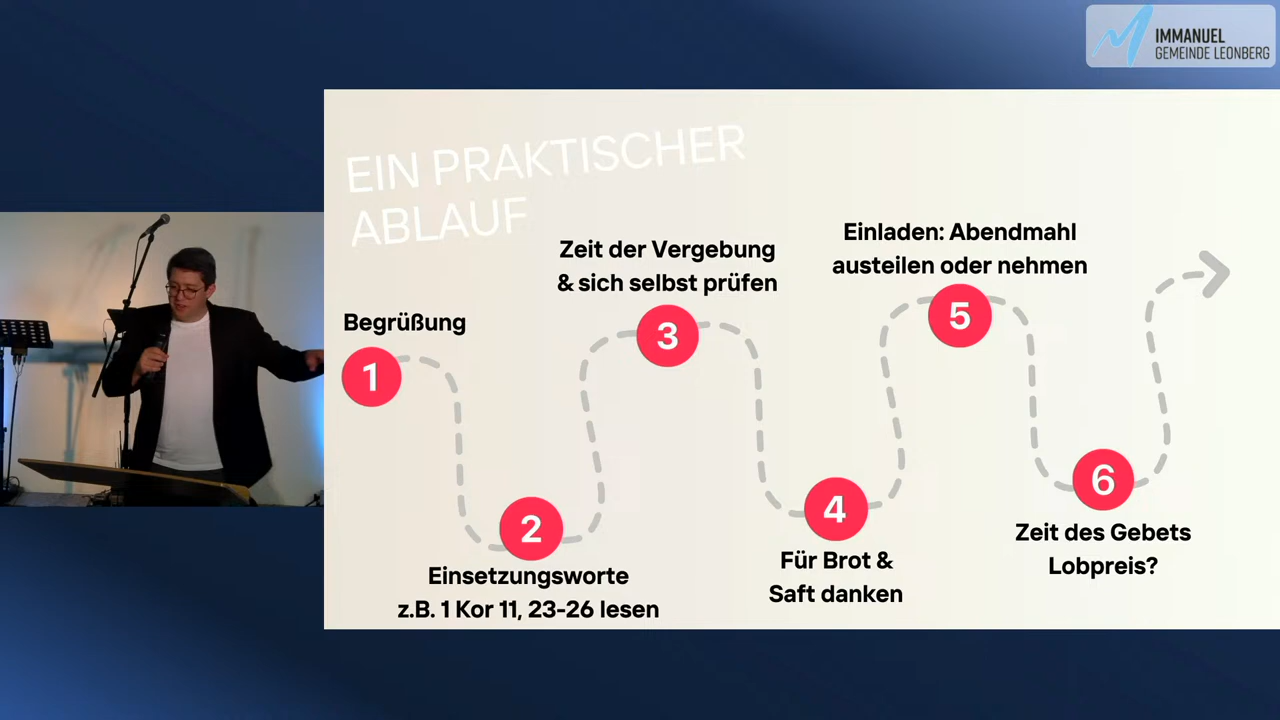 IMMANUEL
GEMEINDE LEONBERG
EIN PRAKTISCHER
ABLAUF
Begrüßung
1
2
Einsetzungsworte
z.B. 1 Kor 11, 23-26 lesen
Zeit der Vergebung
& sich selbst prüfen
3
4
Für Brot &
Saft danken
Einladen: Abendmahl
austeilen oder nehmen
5
6
Zeit des Gebets
Lobpreis?